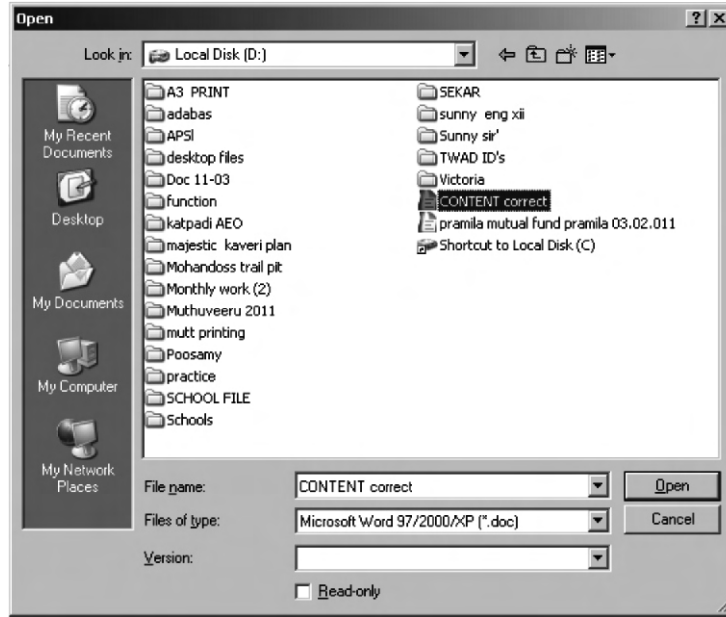 Open
Look in:
Local Disk (D:)
My Recent
Documents
Desktop
My Documents
My Computer
My Network
Places
A3 PRINT
adabas
APSl
desktop files
Doc 11-03
function
katpadi AEO
majestic kaveri plan
Mohandoss trail pit
Monthly work (2)
Muthuveeru 2011
mutt printing
Poosamy
practice
SCHOOL FILE
Schools
SEKAR
sunny eng xii
Sunny sir'
TWAD ID's
Victoria
CONTENT correct
pramila mutual fund pramila 03.02.011
Shortcut to Local Disk (C)
File name:
CONTENT correct
Open
Files of type:
Microsoft Word 97/2000/XP (*.doc)
Cancel
Version:
Read-only